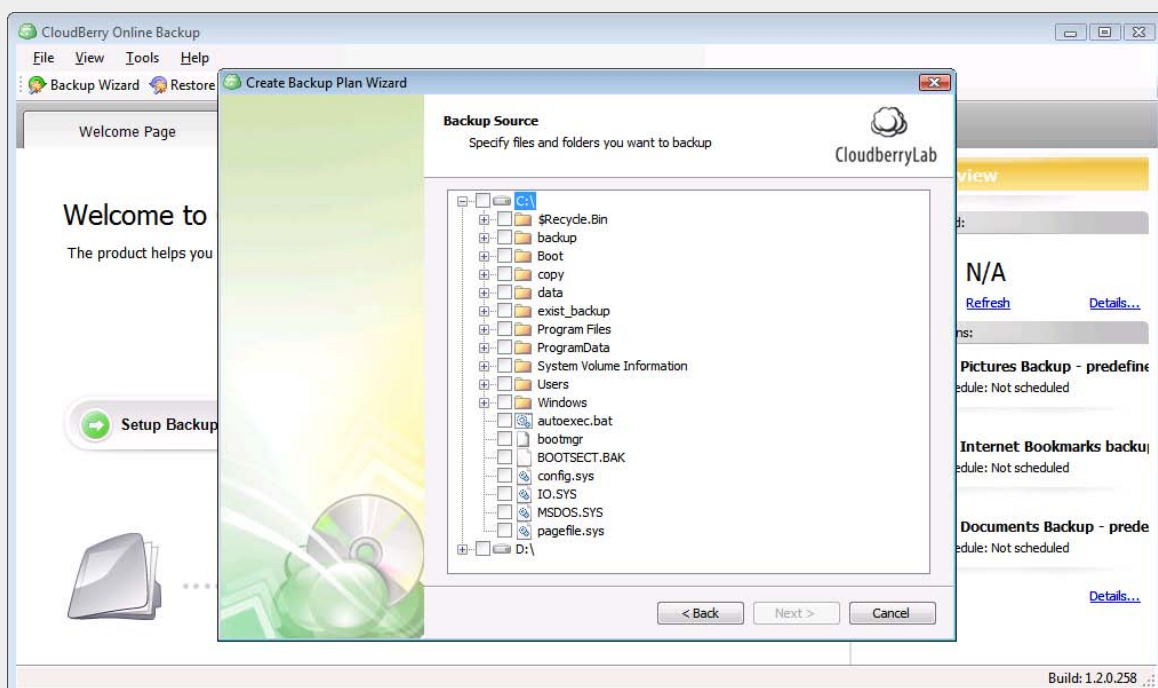 CloudBerry Online Backup
File View Tools Help
Backup Wizard Restore
Create Backup Plan Wizard
Welcome Page
Backup Source
Specify files and folders you want to backup
CloudberryLab
C:\
$Recycle.Bin
backup
Boot
copy
data
exist_backup
Program Files
ProgramData
System Volume Information
Users
Windows
autoexec.bat
bootmgr
BOOTSECT.BAK
config.sys
IO.SYS
MSDOS.SYS
pagefile.sys
D:\
< Back Next > Cancel
Welcome to
The product helps you
Setup Backup
view
d:
N/A
Refresh Details...
ns:
Pictures Backup - predefine
edule: Not scheduled
Internet Bookmarks backu
edule: Not scheduled
Documents Backup - prede
edule: Not scheduled
Details...
Build: 1.2.0.258